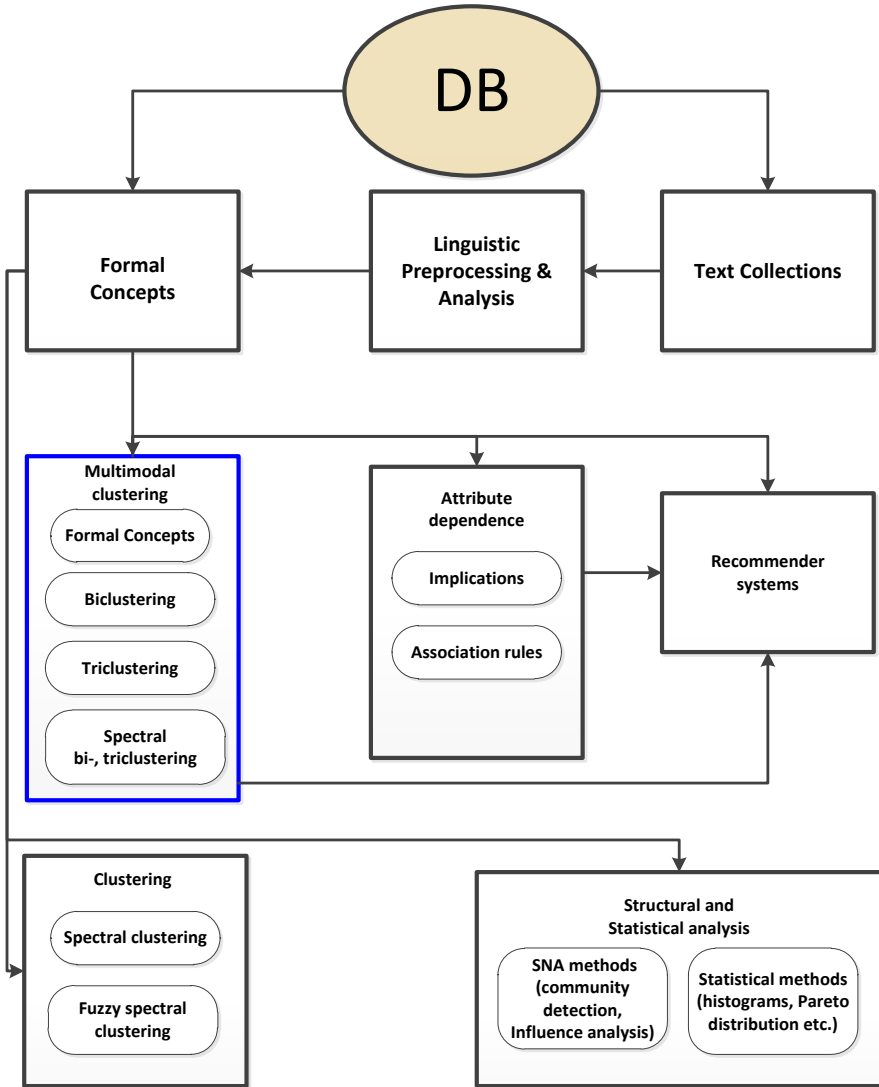 DB
Formal
Concepts
Linguistic
Preprocessing &
Analysis
Text Collections
Multimodal
clustering
Formal Concepts
Biclustering
Triclustering
Spectral
bi-, triclustering
Attribute
dependence
Implications
Association rules
Recommender
systems
Clustering
Spectral clustering
Fuzzy spectral
clustering
Structural and
Statistical analysis
SNA methods
(community
detection,
Influence analysis)
Statistical methods
(histograms, Pareto
distribution etc.)